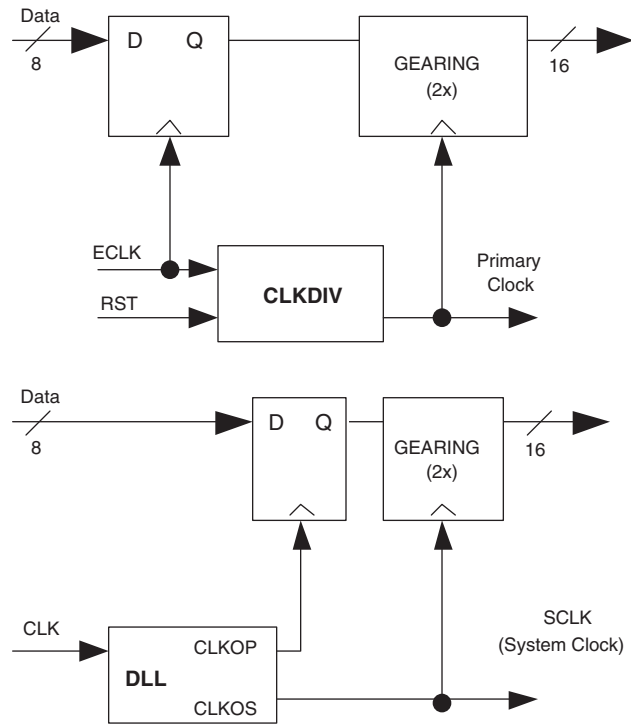 Data
8
D Q
GEARING
(2x)
16
ECLK
RST
CLKDIV
Primary
Clock
Data
8
D Q
GEARING
(2x)
16
CLK
DLL
CLKOP
CLKOS
SCLK
(System Clock)